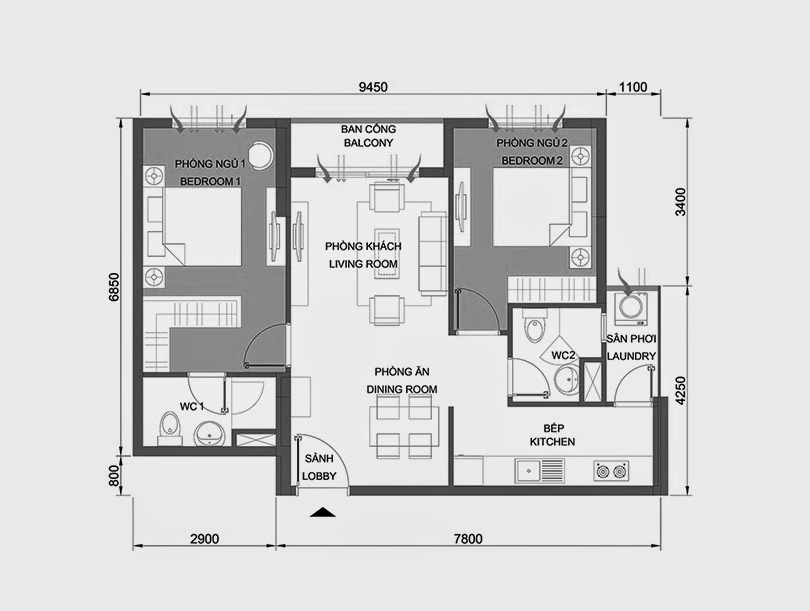 9450
1100
BAN CÔNG
BALCONY
PHÒNG NGỦ 1
BEDROOM 1
PHÒNG NGỦ 2
BEDROOM 2
3400
6850
PHÒNG KHÁCH
LIVING ROOM
SÂN PHƠI
LAUNDRY
WC2
PHÒNG ĂN
DINING ROOM
4250
WC 1
BẾP
KITCHEN
SẢNH
LOBBY
800
2900
7800